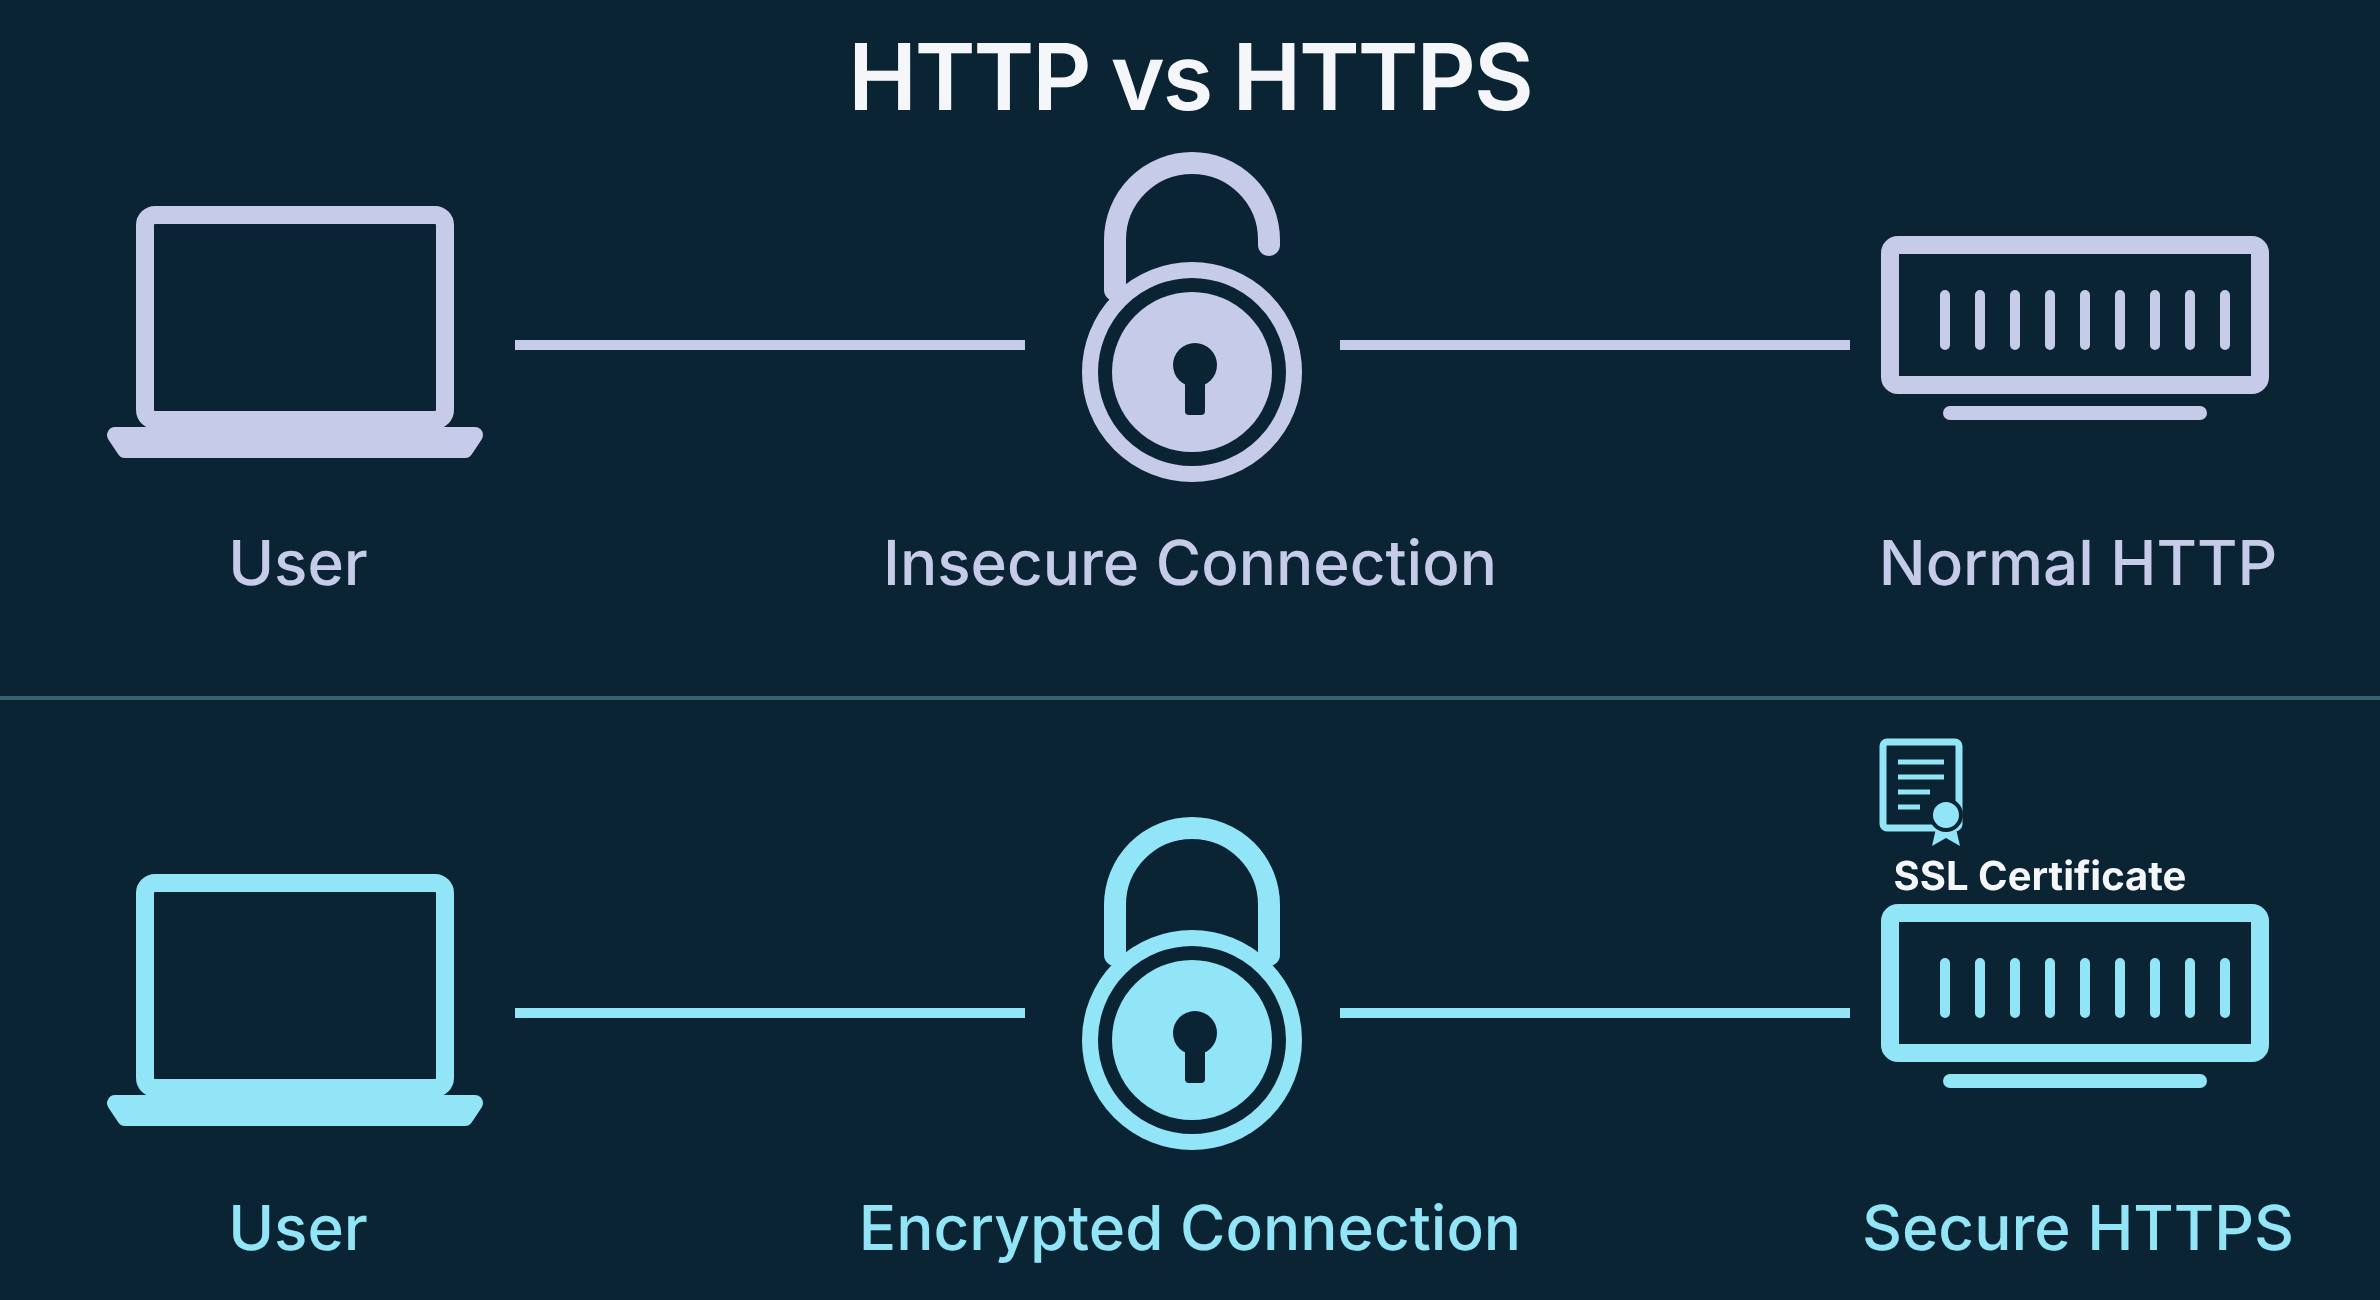 HTTP vs HTTPS
User
Insecure Connection
Normal HTTP
SSL Certificate
User
Encrypted Connection
Secure HTTPS